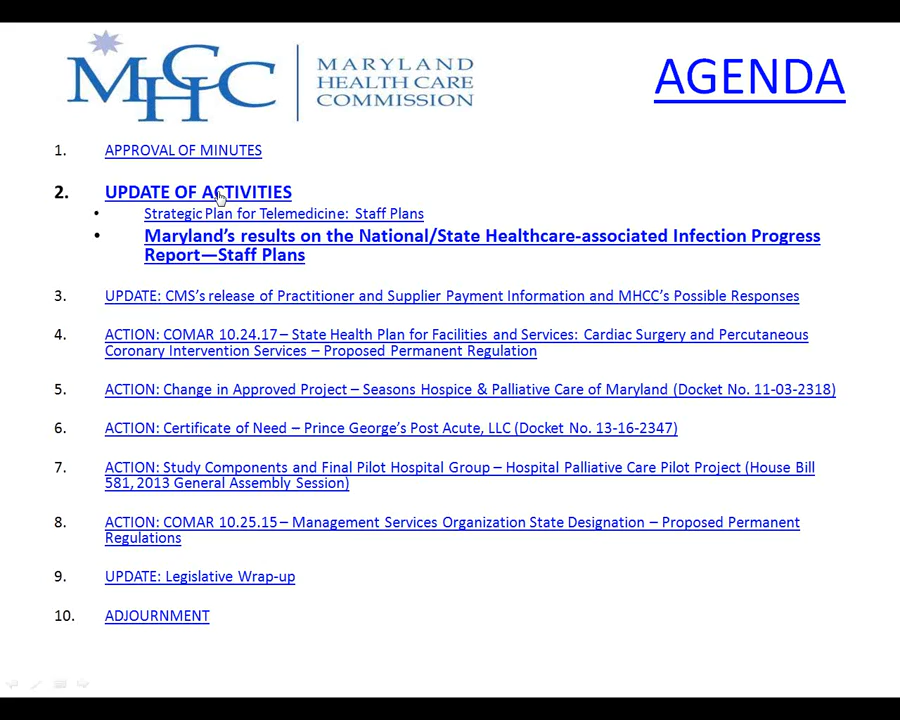 MHCC
MARYLAND
HEALTH CARE
COMMISSION
AGENDA
1. APPROVAL OF MINUTES
2. UPDATE OF ACTIVITIES
• Strategic Plan for Telemedicine: Staff Plans
• Maryland’s results on the National/State Healthcare-associated Infection Progress
Report—Staff Plans
3. UPDATE: CMS’s release of Practitioner and Supplier Payment Information and MHCC’s Possible Responses
4. ACTION: COMAR 10.24.17 – State Health Plan for Facilities and Services: Cardiac Surgery and Percutaneous
Coronary Intervention Services – Proposed Permanent Regulation
5. ACTION: Change in Approved Project – Seasons Hospice & Palliative Care of Maryland (Docket No. 11-03-2318)
6. ACTION: Certificate of Need – Prince George’s Post Acute, LLC (Docket No. 13-16-2347)
7. ACTION: Study Components and Final Pilot Hospital Group – Hospital Palliative Care Pilot Project (House Bill
581, 2013 General Assembly Session)
8. ACTION: COMAR 10.25.15 – Management Services Organization State Designation – Proposed Permanent
Regulations
9. UPDATE: Legislative Wrap-up
10. ADJOURNMENT